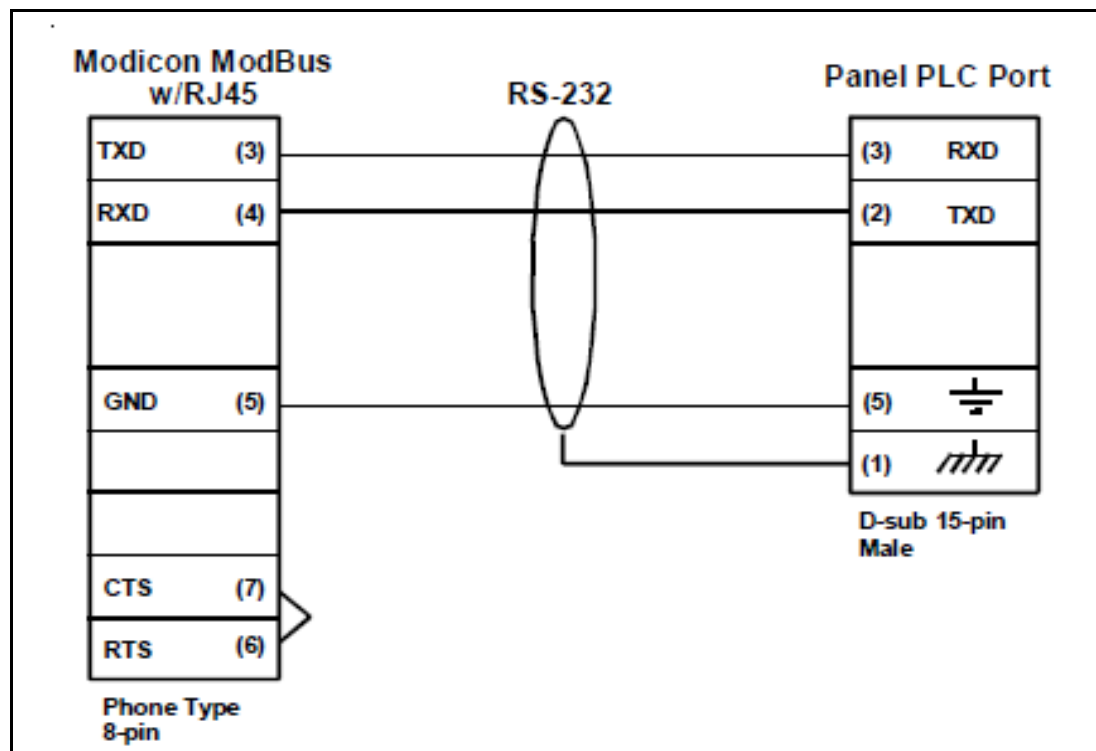 Modicon ModBus
w/RJ45
RS-232
Panel PLC Port
TXD (3)
(3) RXD
RXD (4)
(2) TXD
GND (5)
(5)
(1)
D-sub 15-pin
Male
CTS (7)
RTS (6)
Phone Type
8-pin